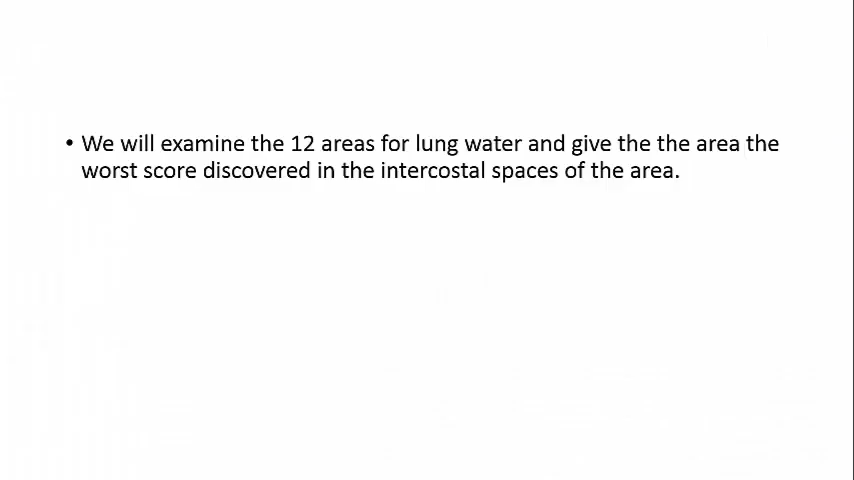 • We will examine the 12 areas for lung water and give the the area the
worst score discovered in the intercostal spaces of the area.